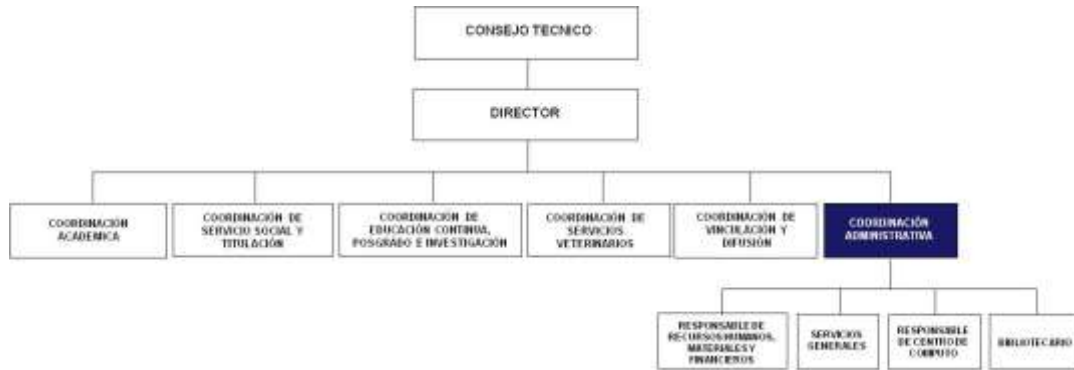 CONSEJO TECNICO
DIRECTOR
COORDINACIÓN
ACADEMICA
COORDINACIÓN DE
SERVICIO SOCIAL Y
TITULACIÓN
COORDINACIÓN DE
EDUCACIÓN CONTINUA,
POSGRADO E INVESTIGACIÓN
COORDINACIÓN DE
SERVICIOS
VETERINARIOS
COORDINACIÓN DE
VINCULACIÓN Y
DIFUSIÓN
COORDINACIÓN
ADMINISTRATIVA
RESPONSABLE DE
RECURSOS HUMANOS,
MATERIALES Y
FINANCIEROS
SERVICIOS
GENERALES
RESPONSABLE
DE CENTRO DE
COMPUTO
BIBLIOTECARIO